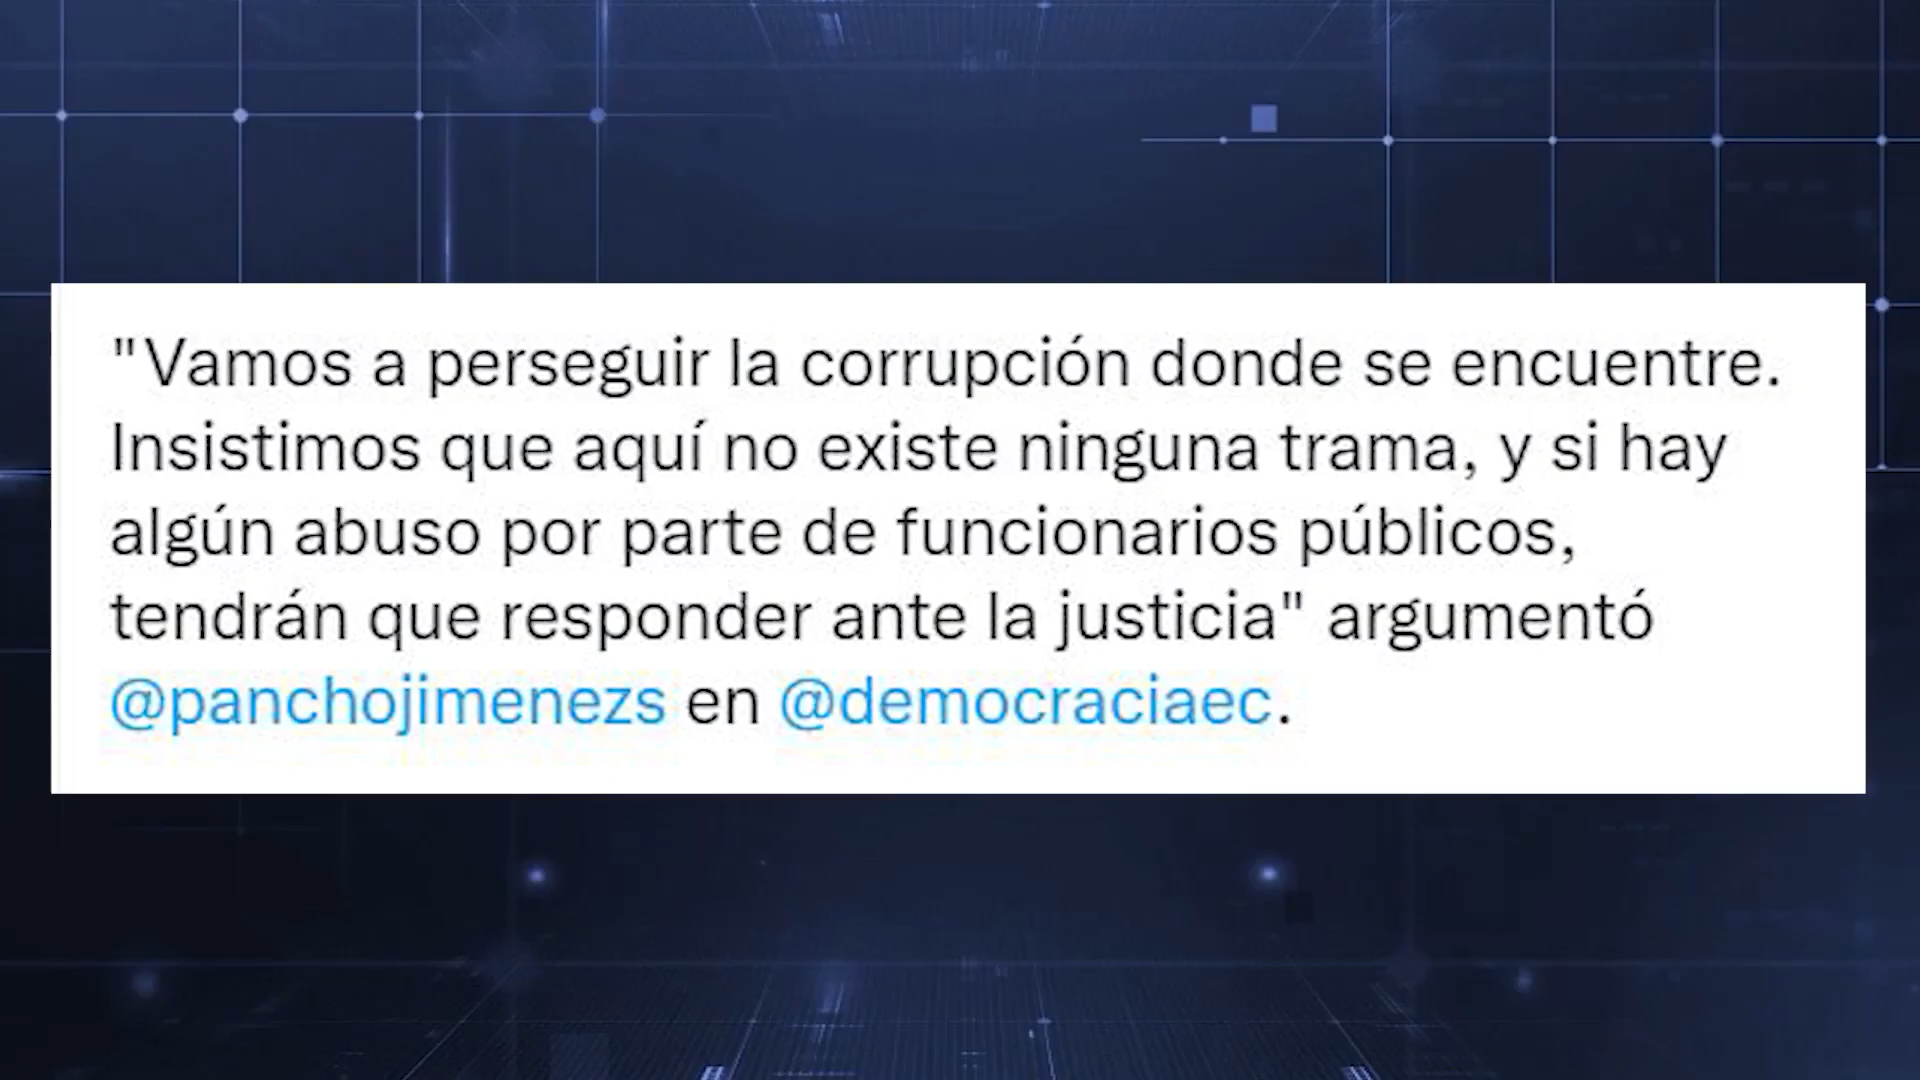 "Vamos a perseguir la corrupción donde se encuentre.
Insistimos que aquí no existe ninguna trama, y si hay
algún abuso por parte de funcionarios públicos,
tendrán que responder ante la justicia" argumentó
@panchojimenezs en @democraciaec.